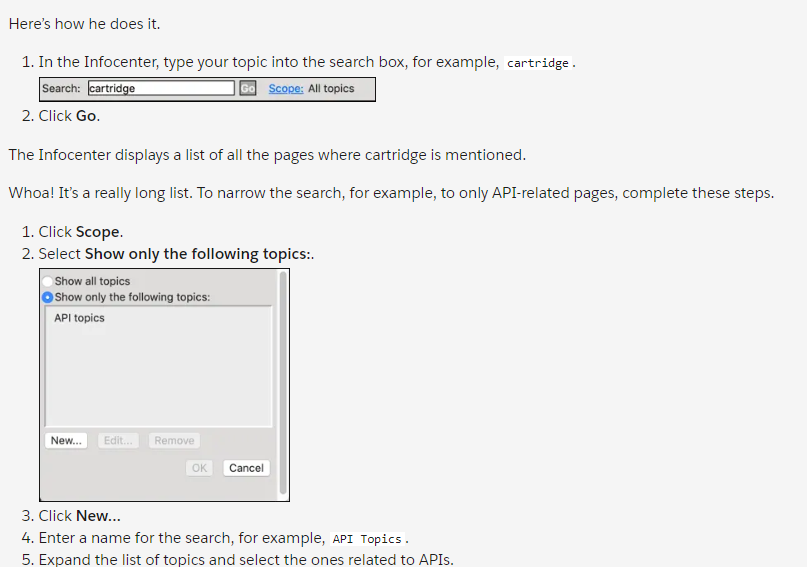 Here's how he does it.
1. In the Infocenter, type your topic into the search box, for example, cartridge.
Search: cartridge Go Scope: All topics
2. Click Go.
The Infocenter displays a list of all the pages where cartridge is mentioned.
Whoa! It's a really long list. To narrow the search, for example, to only API-related pages, complete these steps.
1. Click Scope.
2. Select Show only the following topics:.
Show all topics
Show only the following topics:
API topics
New... Edit... Remove
OK Cancel
3. Click New...
4. Enter a name for the search, for example, API Topics.
5. Expand the list of topics and select the ones related to APIs.